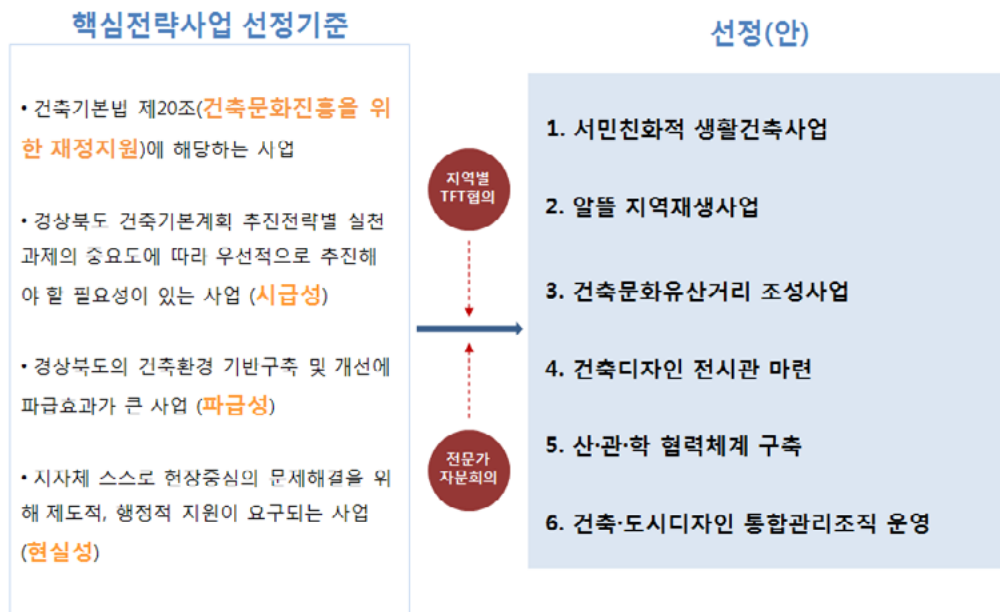 핵심전략사업 선정기준
• 건축기본법 제20조(건축문화진흥을 위
한 재정지원)에 해당하는 사업
• 경상북도 건축기본계획 추진전략별 실천
과제의 중요도에 따라 우선적으로 추진해
야 할 필요성이 있는 사업 (시급성)
• 경상북도의 건축환경 기반구축 및 개선에
파급효과가 큰 사업 (파급성)
• 지자체 스스로 현장중심의 문제해결을 위
해 제도적, 행정적 지원이 요구되는 사업
(현실성)
지역별
TFT협의
전문가
자문회의
선정(안)
1. 서민친화적 생활건축사업
2. 알뜰 지역재생사업
3. 건축문화유산거리 조성사업
4. 건축디자인 전시관 마련
5. 산·관·학 협력체계 구축
6. 건축·도시디자인 통합관리조직 운영